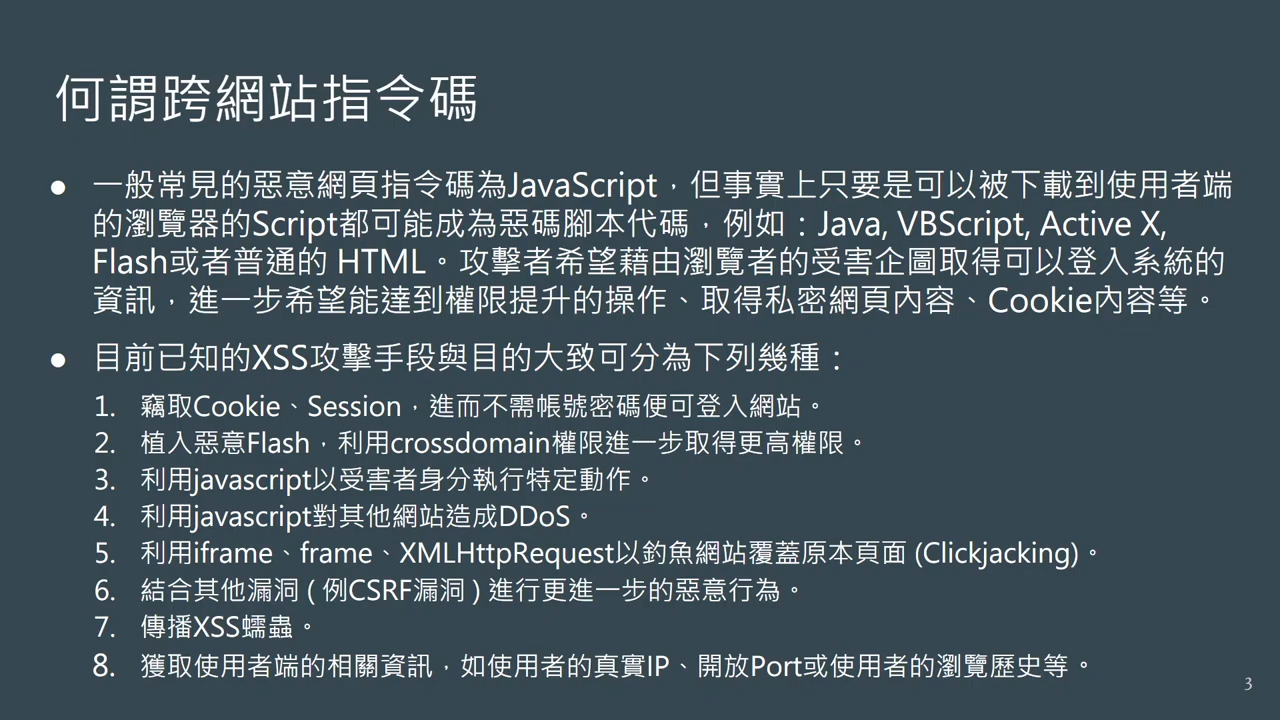 何謂跨網站指令碼
● 一般常見的惡意網頁指令碼為JavaScript，但事實上只要是可以被下載到使用者端
的瀏覽器的Script都可能成為惡碼腳本代碼，例如：Java, VBScript, Active X,
Flash或者普通的 HTML。攻擊者希望藉由瀏覽者的受害企圖取得可以登入系統的
資訊，進一步希望能達到權限提升的操作、取得私密網頁內容、Cookie內容等。
● 目前已知的XSS攻擊手段與目的大致可分為下列幾種：
1. 竊取Cookie、Session，進而不需帳號密碼便可登入網站。
2. 植入惡意Flash，利用crossdomain權限進一步取得更高權限。
3. 利用javascript以受害者身分執行特定動作。
4. 利用javascript對其他網站造成DDoS。
5. 利用iframe、frame、XMLHttpRequest以釣魚網站覆蓋原本頁面 (Clickjacking)。
6. 結合其他漏洞 ( 例CSRF漏洞 ) 進行更進一步的惡意行為。
7. 傳播XSS蠕蟲。
8. 獲取使用者端的相關資訊，如使用者的真實IP、開放Port或使用者的瀏覽歷史等。
3